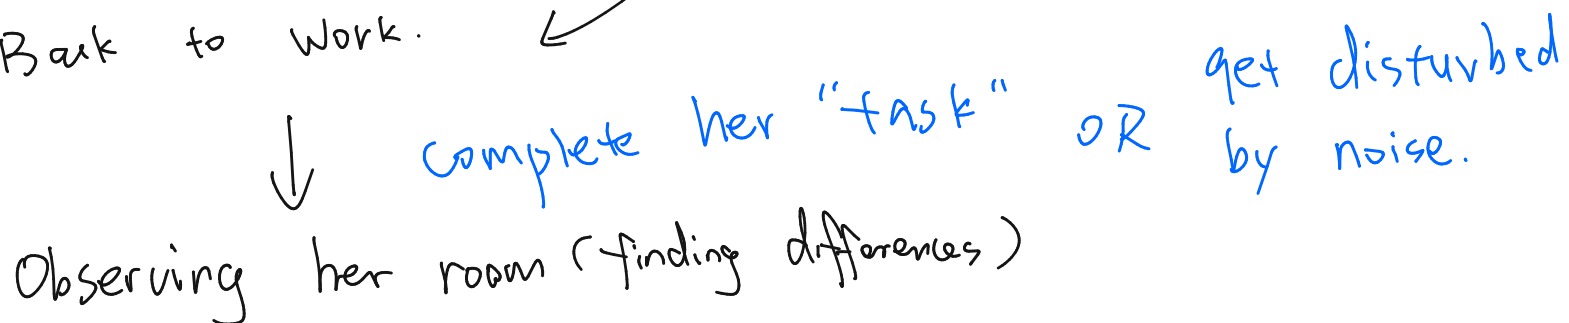 Back to Work.
get disturbed
complete her "task" OR by noise.
Observing her room (finding differences)